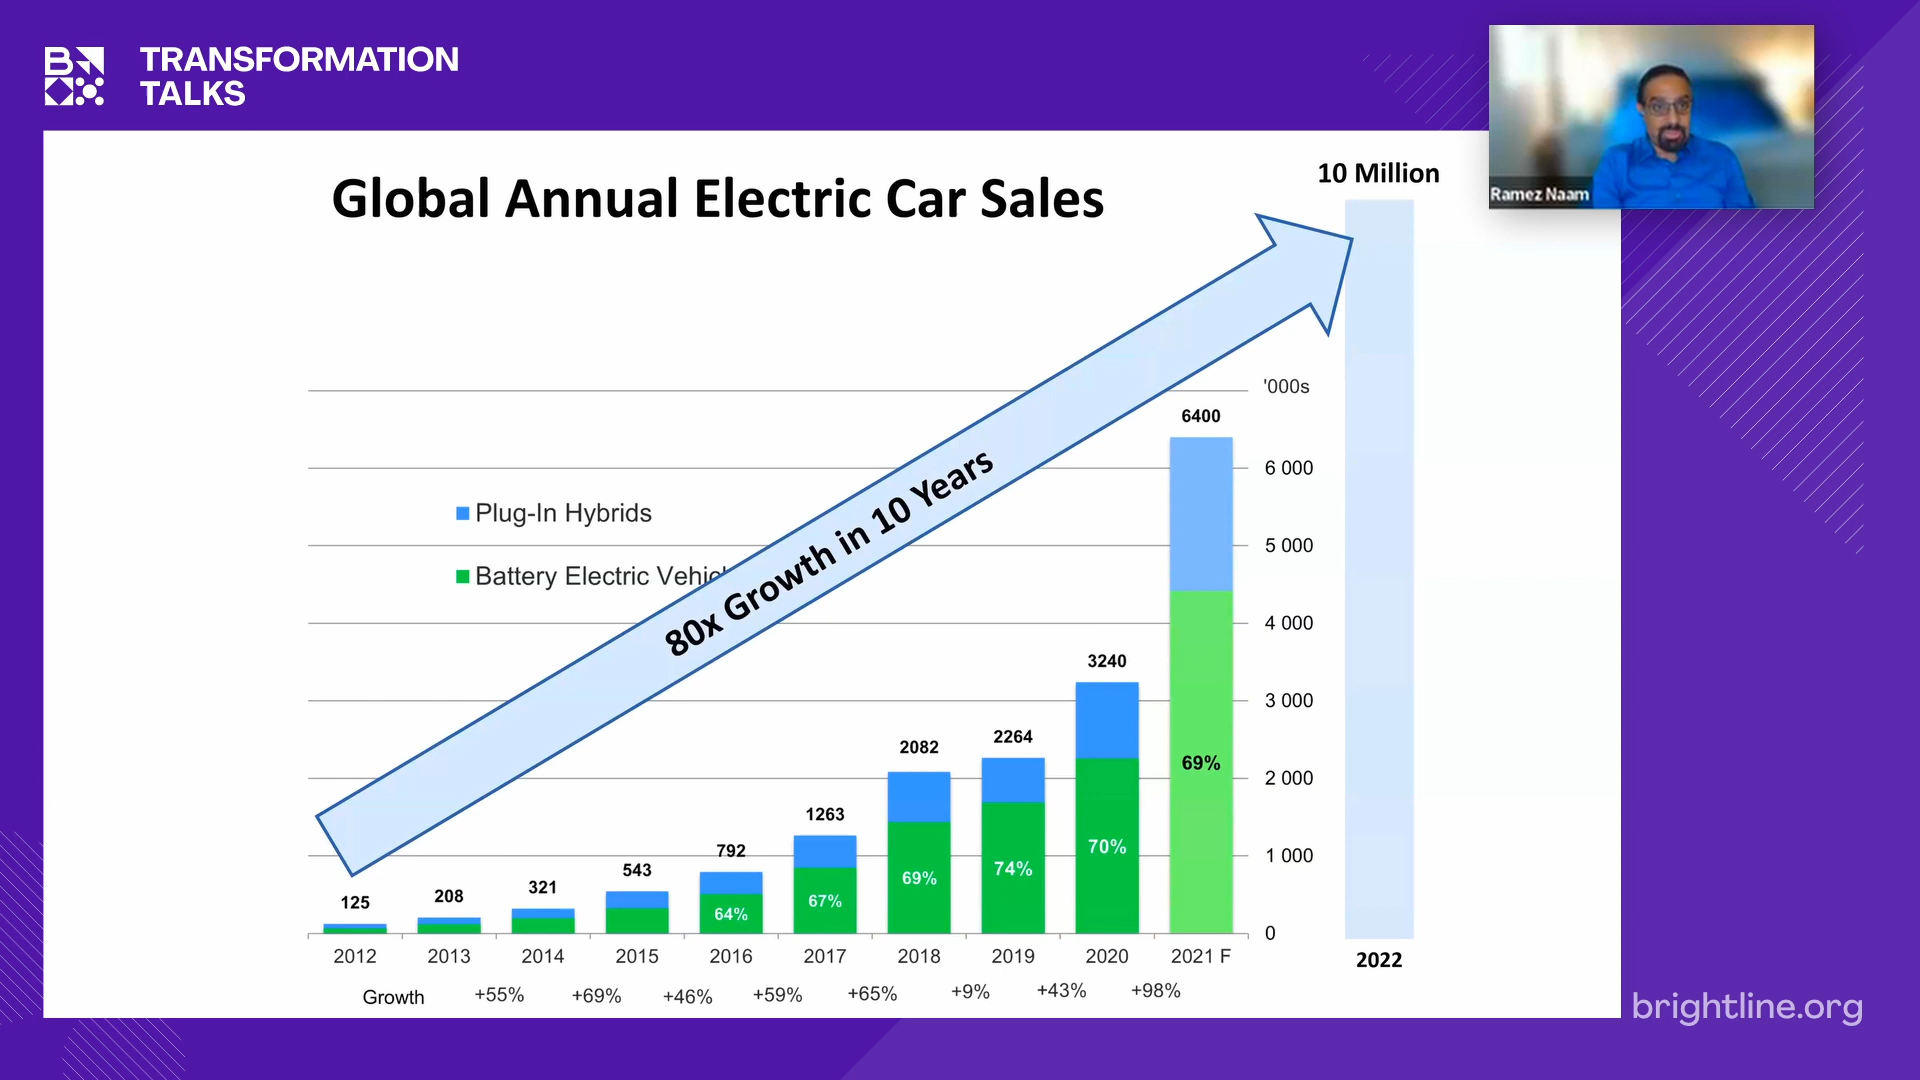 TRANSFORMATION
TALKS
Ramez Naam
Global Annual Electric Car Sales
10 Million
'000s
6400
6 000
Plug-In Hybrids
5 000
Battery Electric Vehicl
80x Growth in 10 Years
4 000
3240
3 000
2264
2082
69%
2 000
1263
70%
792
1 000
74%
543
69%
321
67%
208
64%
125
0
2012 2013 2014 2015 2016 2017 2018 2019 2020 2021 F
2022
Growth +55% +69% +46% +59% +65% +9% +43% +98%
brightline.org